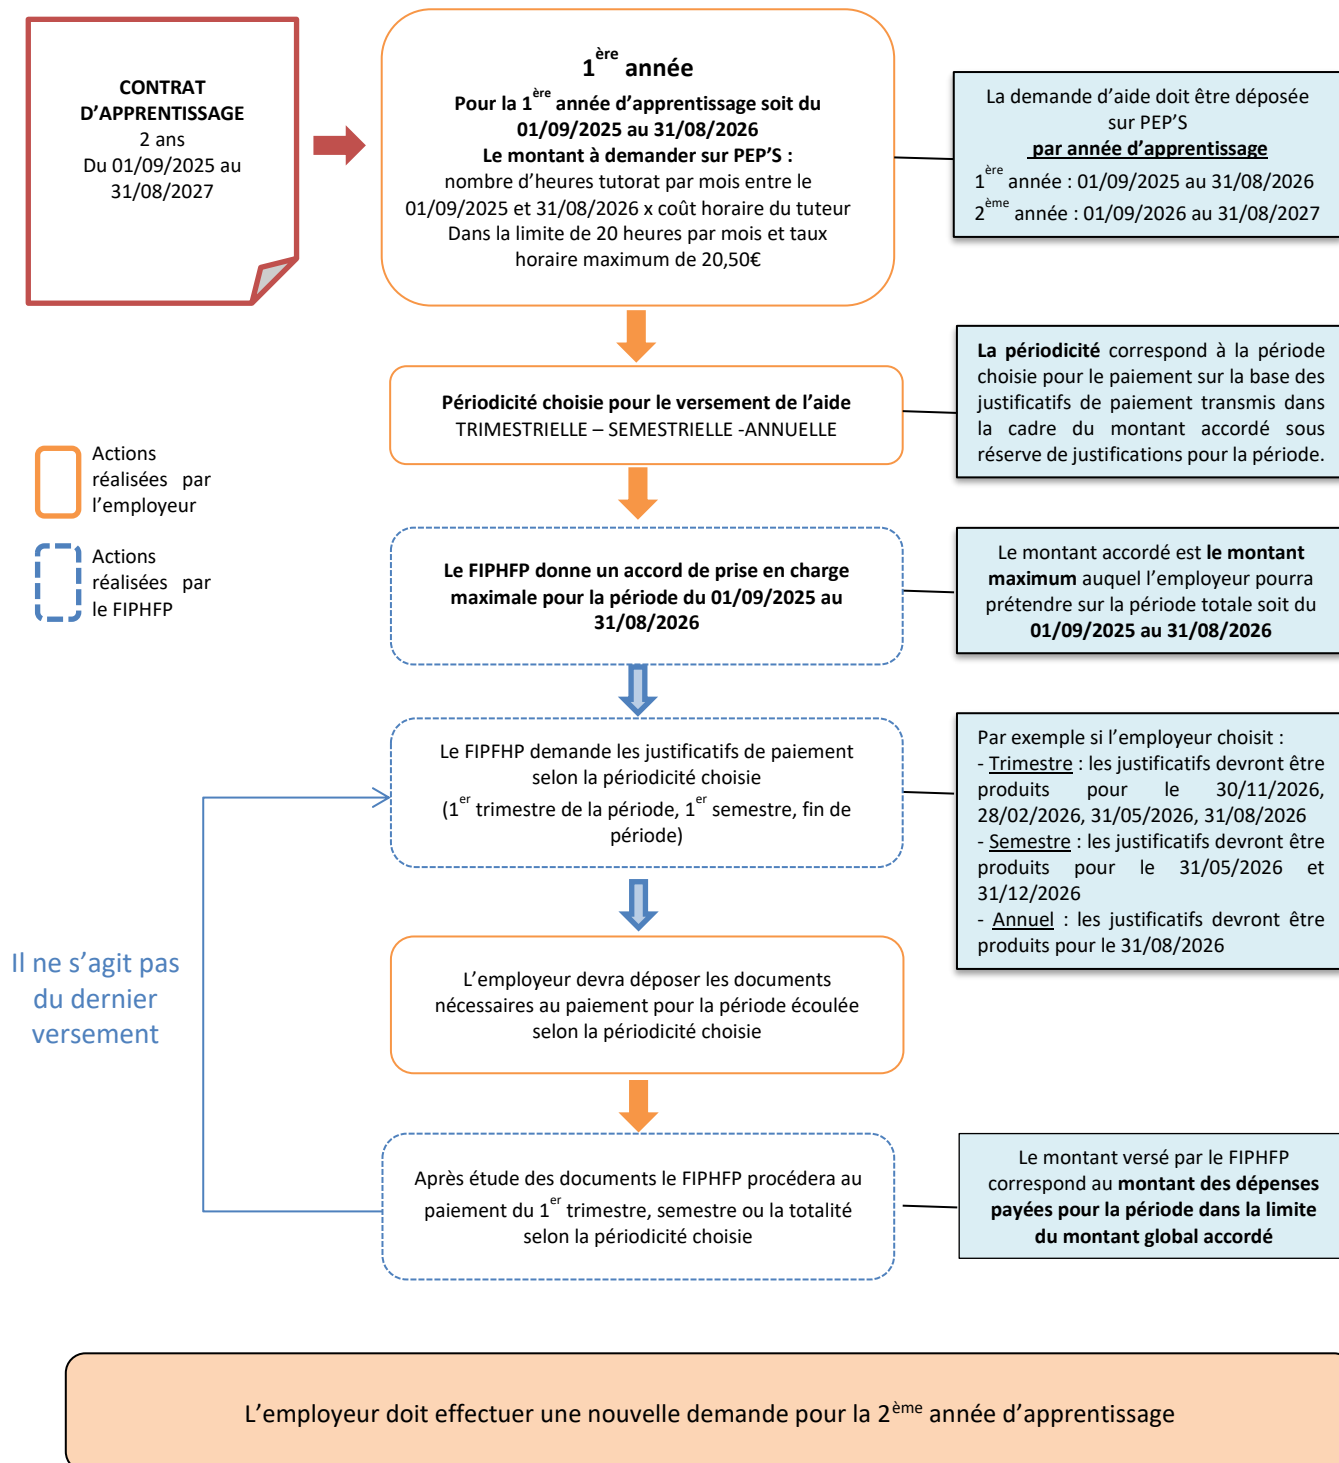 CONTRAT
D’APPRENTISSAGE
2 ans
Du 01/09/2025 au
31/08/2027
1ère année
Pour la 1ère année d’apprentissage soit du
01/09/2025 au 31/08/2026
Le montant à demander sur PEP’S :
nombre d’heures tutorat par mois entre le
01/09/2025 et 31/08/2026 x coût horaire du tuteur
Dans la limite de 20 heures par mois et taux
horaire maximum de 20,50€
La demande d’aide doit être déposée
sur PEP’S
par année d’apprentissage
1ère année : 01/09/2025 au 31/08/2026
2ème année : 01/09/2026 au 31/08/2027
Périodicité choisie pour le versement de l’aide
TRIMESTRIELLE – SEMESTRIELLE -ANNUELLE
La périodicité correspond à la période
choisie pour le paiement sur la base des
justificatifs de paiement transmis dans
la cadre du montant accordé sous
réserve de justifications pour la période.
Actions
réalisées par
l’employeur
Actions
réalisées par
le FIPHFP
Le FIPHFP donne un accord de prise en charge
maximale pour la période du 01/09/2025 au
31/08/2026
Le montant accordé est le montant
maximum auquel l’employeur pourra
prétendre sur la période totale soit du
01/09/2025 au 31/08/2026
Le FIPFHP demande les justificatifs de paiement
selon la périodicité choisie
(1er trimestre de la période, 1er semestre, fin de
période)
Par exemple si l’employeur choisit :
- Trimestre : les justificatifs devront être
produits pour le 30/11/2026,
28/02/2026, 31/05/2026, 31/08/2026
- Semestre : les justificatifs devront être
produits pour le 31/05/2026 et
31/12/2026
- Annuel : les justificatifs devront être
produits pour le 31/08/2026
Il ne s’agit pas
du dernier
versement
L’employeur devra déposer les documents
nécessaires au paiement pour la période écoulée
selon la périodicité choisie
Après étude des documents le FIPHFP procédera au
paiement du 1er trimestre, semestre ou la totalité
selon la périodicité choisie
Le montant versé par le FIPHFP
correspond au montant des dépenses
payées pour la période dans la limite
du montant global accordé
L’employeur doit effectuer une nouvelle demande pour la 2ème année d’apprentissage